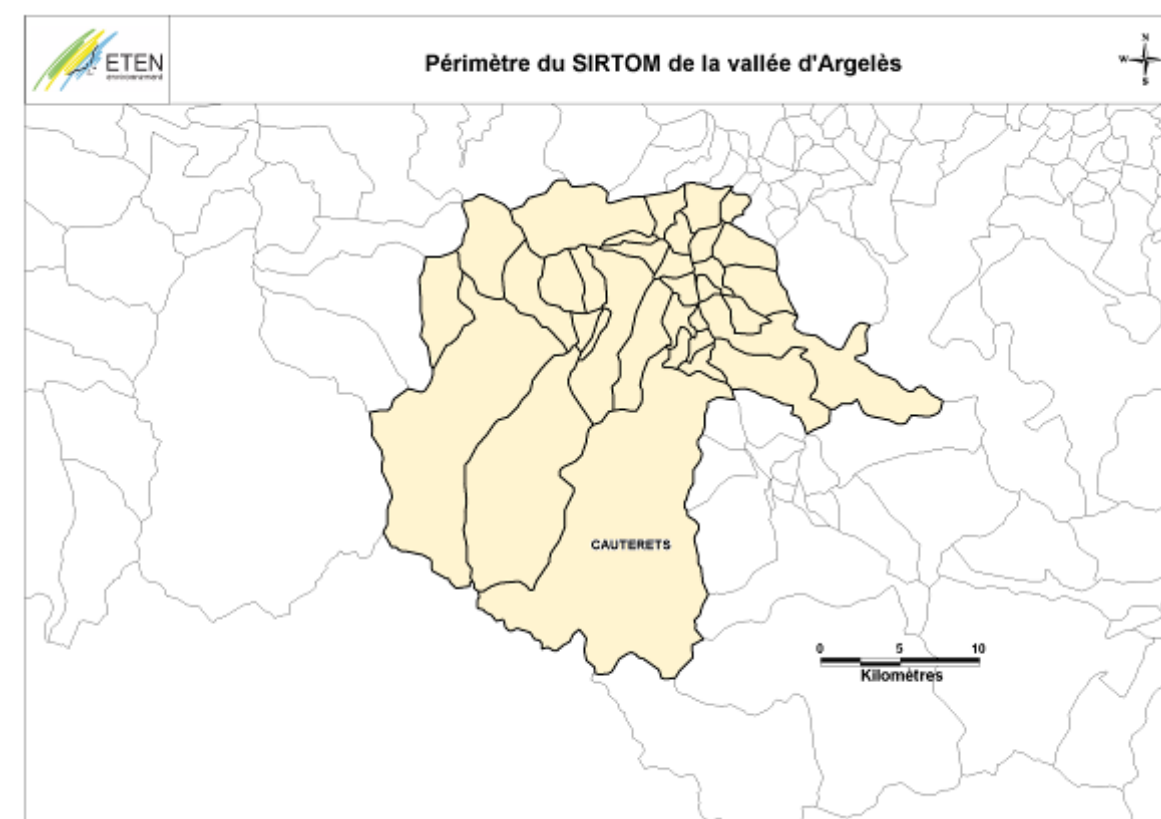 ETEN
environnement
Périmètre du SIRTOM de la vallée d'Argelès
N
W
S
CAUTERETS
0 5 10
Kilomètres